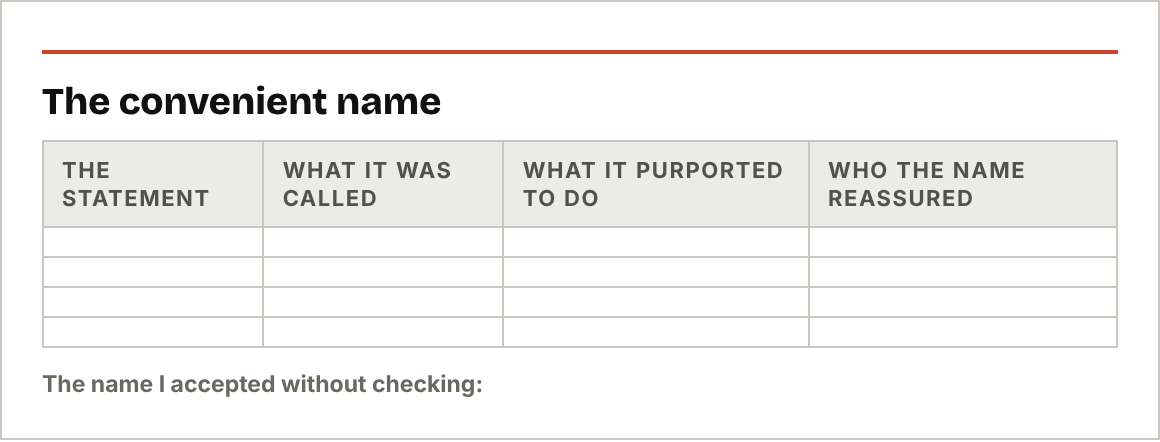 The convenient name
THE
STATEMENT
WHAT IT WAS
CALLED
WHAT IT PURPORTED
TO DO
WHO THE NAME
REASSURED
The name I accepted without checking: